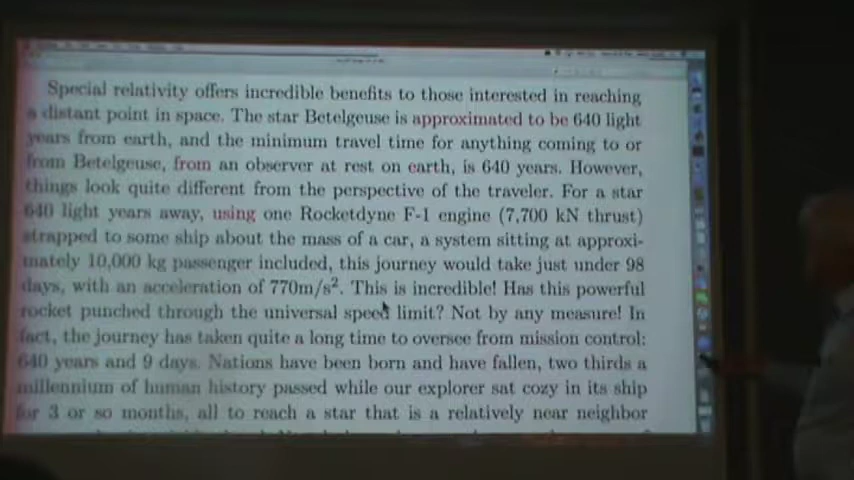 Special relativity offers incredible benefits to those interested in reaching
a distant point in space. The star Betelgeuse is approximated to be 640 light
years from earth, and the minimum travel time for anything coming to or
from Betelgeuse, from an observer at rest on earth, is 640 years. However,
things look quite different from the perspective of the traveler. For a star
640 light years away, using one Rocketdyne F-1 engine (7,700 kN thrust)
strapped to some ship about the mass of a car, a system sitting at approxi-
mately 10,000 kg passenger included, this journey would take just under 98
days, with an acceleration of 770m/s². This is incredible! Has this powerful
rocket punched through the universal speed limit? Not by any measure! In
fact, the journey has taken quite a long time to oversee from mission control:
640 years and 9 days. Nations have been born and have fallen, two thirds a
millennium of human history passed while our explorer sat cozy in its ship
for 3 or so months, all to reach a star that is a relatively near neighbor